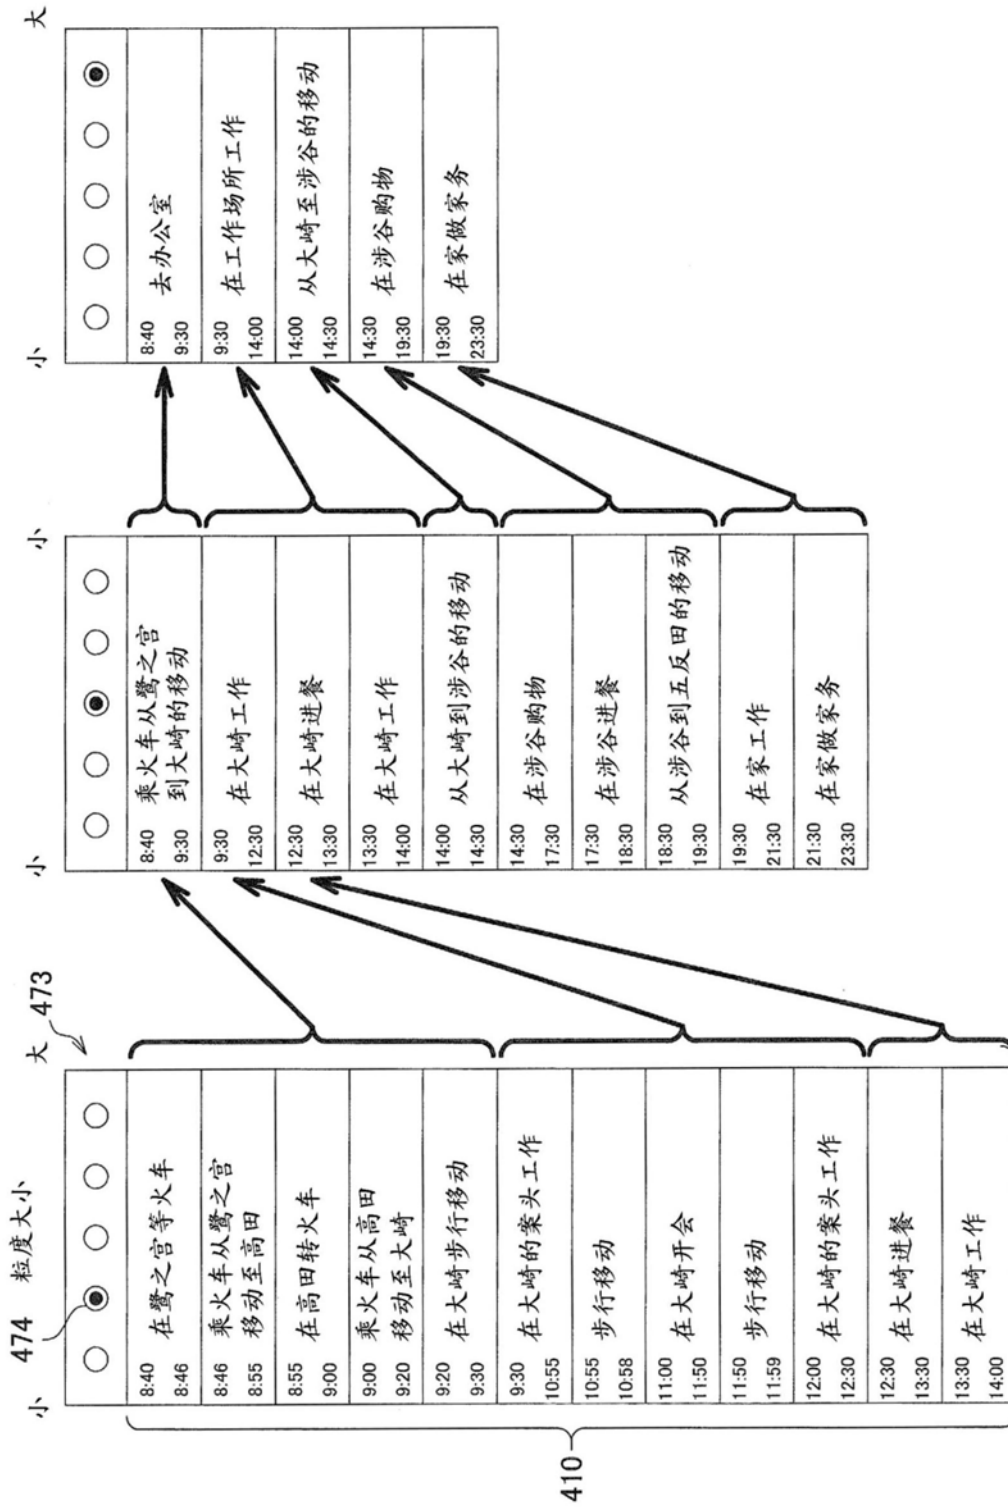 粒度大小
小
大
473
474
8:40
8:46
在鹭之宫等火车
8:46
8:55
乘火车从鹭之宫
移动至高田
8:55
9:00
在高田转火车
9:00
9:20
乘火车从高田
移动至大崎
9:20
9:30
在大崎步行移动
9:30
10:55
在大崎的案头工作
10:55
10:58
步行移动
11:00
11:50
在大崎开会
11:50
11:59
步行移动
12:00
12:30
在大崎的案头工作
12:30
13:30
在大崎进餐
13:30
14:00
在大崎工作
410
小
小
8:40
9:30
乘火车从鹭之宫
到大崎的移动
9:30
12:30
在大崎工作
12:30
13:30
在大崎进餐
13:30
14:00
在大崎工作
14:00
14:30
从大崎到涉谷的移动
14:30
17:30
在涉谷购物
17:30
18:30
在涉谷进餐
18:30
19:30
从涉谷到五反田的移动
19:30
21:30
在家工作
21:30
23:30
在家做家务
小
大
8:40
9:30
去办公室
9:30
14:00
在工作场所工作
14:00
14:30
从大崎至涉谷的移动
14:30
19:30
在涉谷购物
19:30
23:30
在家做家务